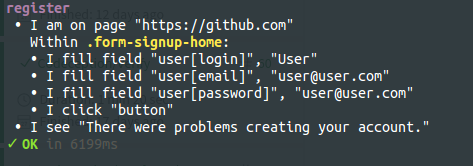 register
• I am on page "https://github.com"
Within .form-signup-home:
• I fill field "user[login]", "User"
• I fill field "user[email]", "user@user.com"
• I fill field "user[password]", "user@user.com"
• I click "button"
• I see "There were problems creating your account."
✓ OK in 6199ms